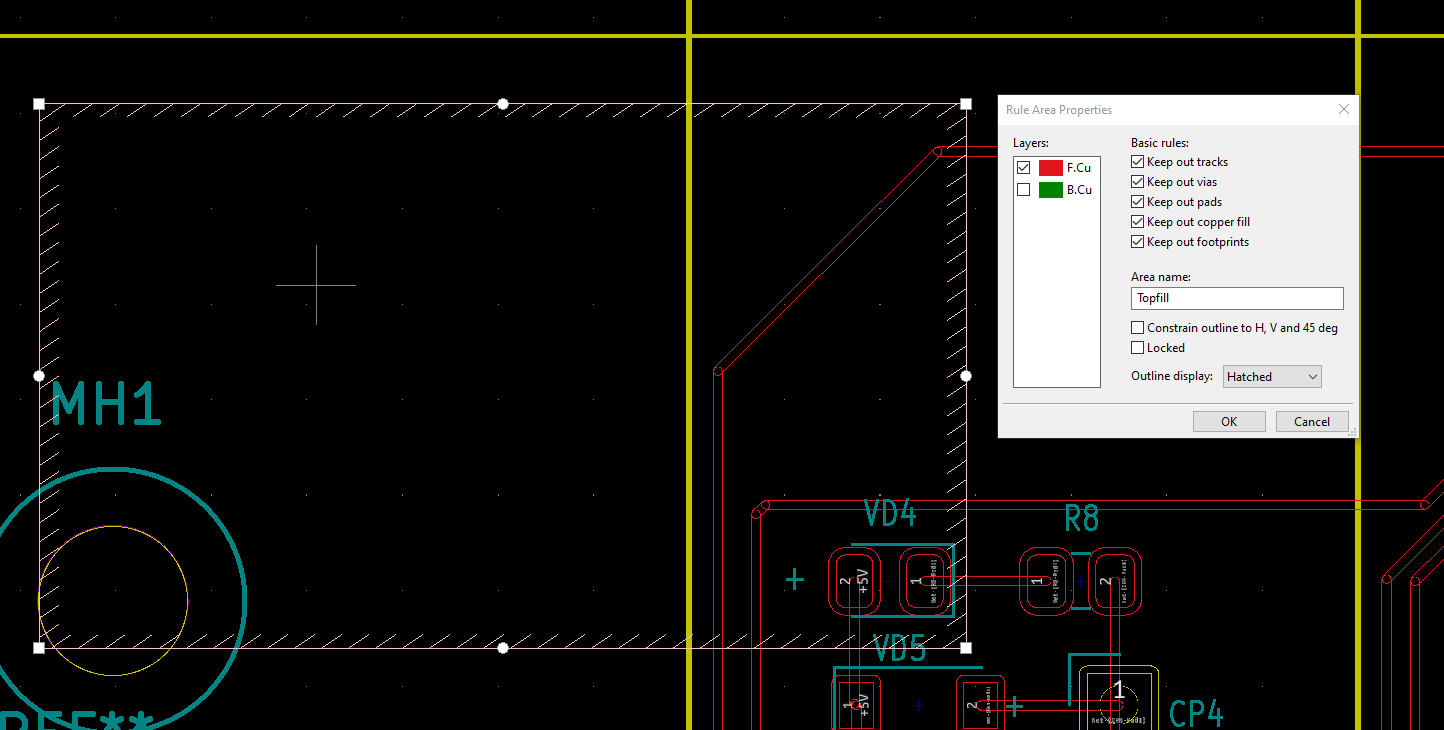 Rule Area Properties
Layers:
F.Cu
B.Cu
Basic rules:
Keep out tracks
Keep out vias
Keep out pads
Keep out copper fill
Keep out footprints
Area name:
Topfill
Constrain outline to H, V and 45 deg
Locked
Outline display: Hatched
OK Cancel
MH1
VD4
R8
2
+5V
1
1
2
VD5
1
+5V
2
1
CP4
REF**